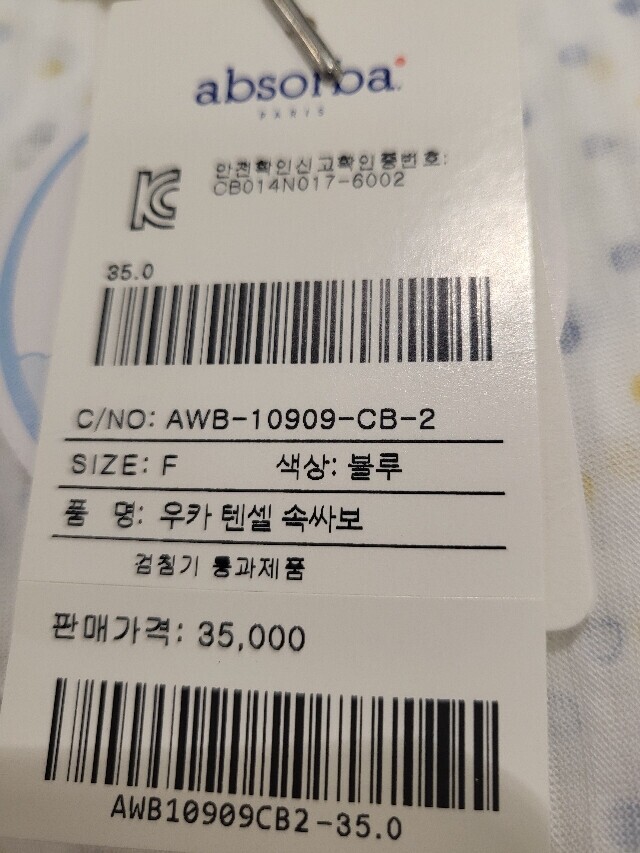 absorba
PARIS
안전확인신고확인증번호:
CB014N017-6002
35.0
C/NO: AWB-10909-CB-2
SIZE: F 색상: 블루
품 명: 우카 텐셀 속싸보
검침기 통과제품
판매가격: 35,000
AWB10909CB2-35.0